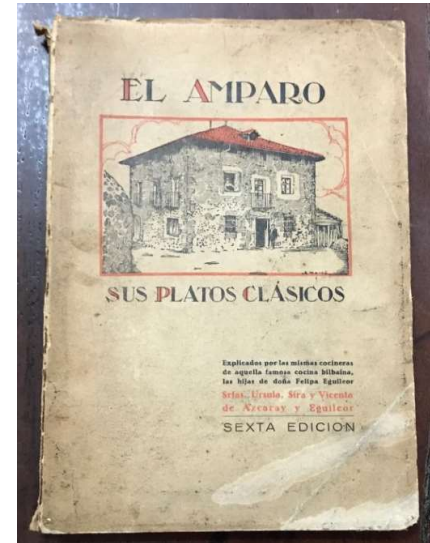 EL AMPARO
SUS PLATOS CLÁSICOS
Explicados por las mismas cocineras
de aquella famosa cocina bilbaina,
las hijas de doña Felipa Eguileor
Srtas. Ursula, Sira y Vicenta
de Azcaray y Eguileor
SEXTA EDICION